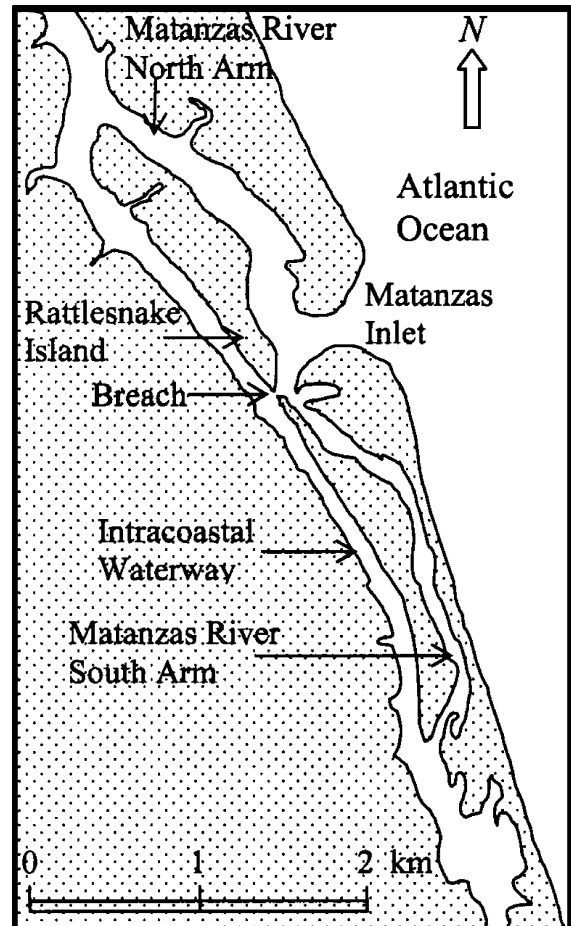 Matanzas River
North Arm
N
Atlantic
Ocean
Matanzas
Inlet
Rattlesnake
Island
Breach
Intracoastal
Waterway
Matanzas River
South Arm
0 1 2 km